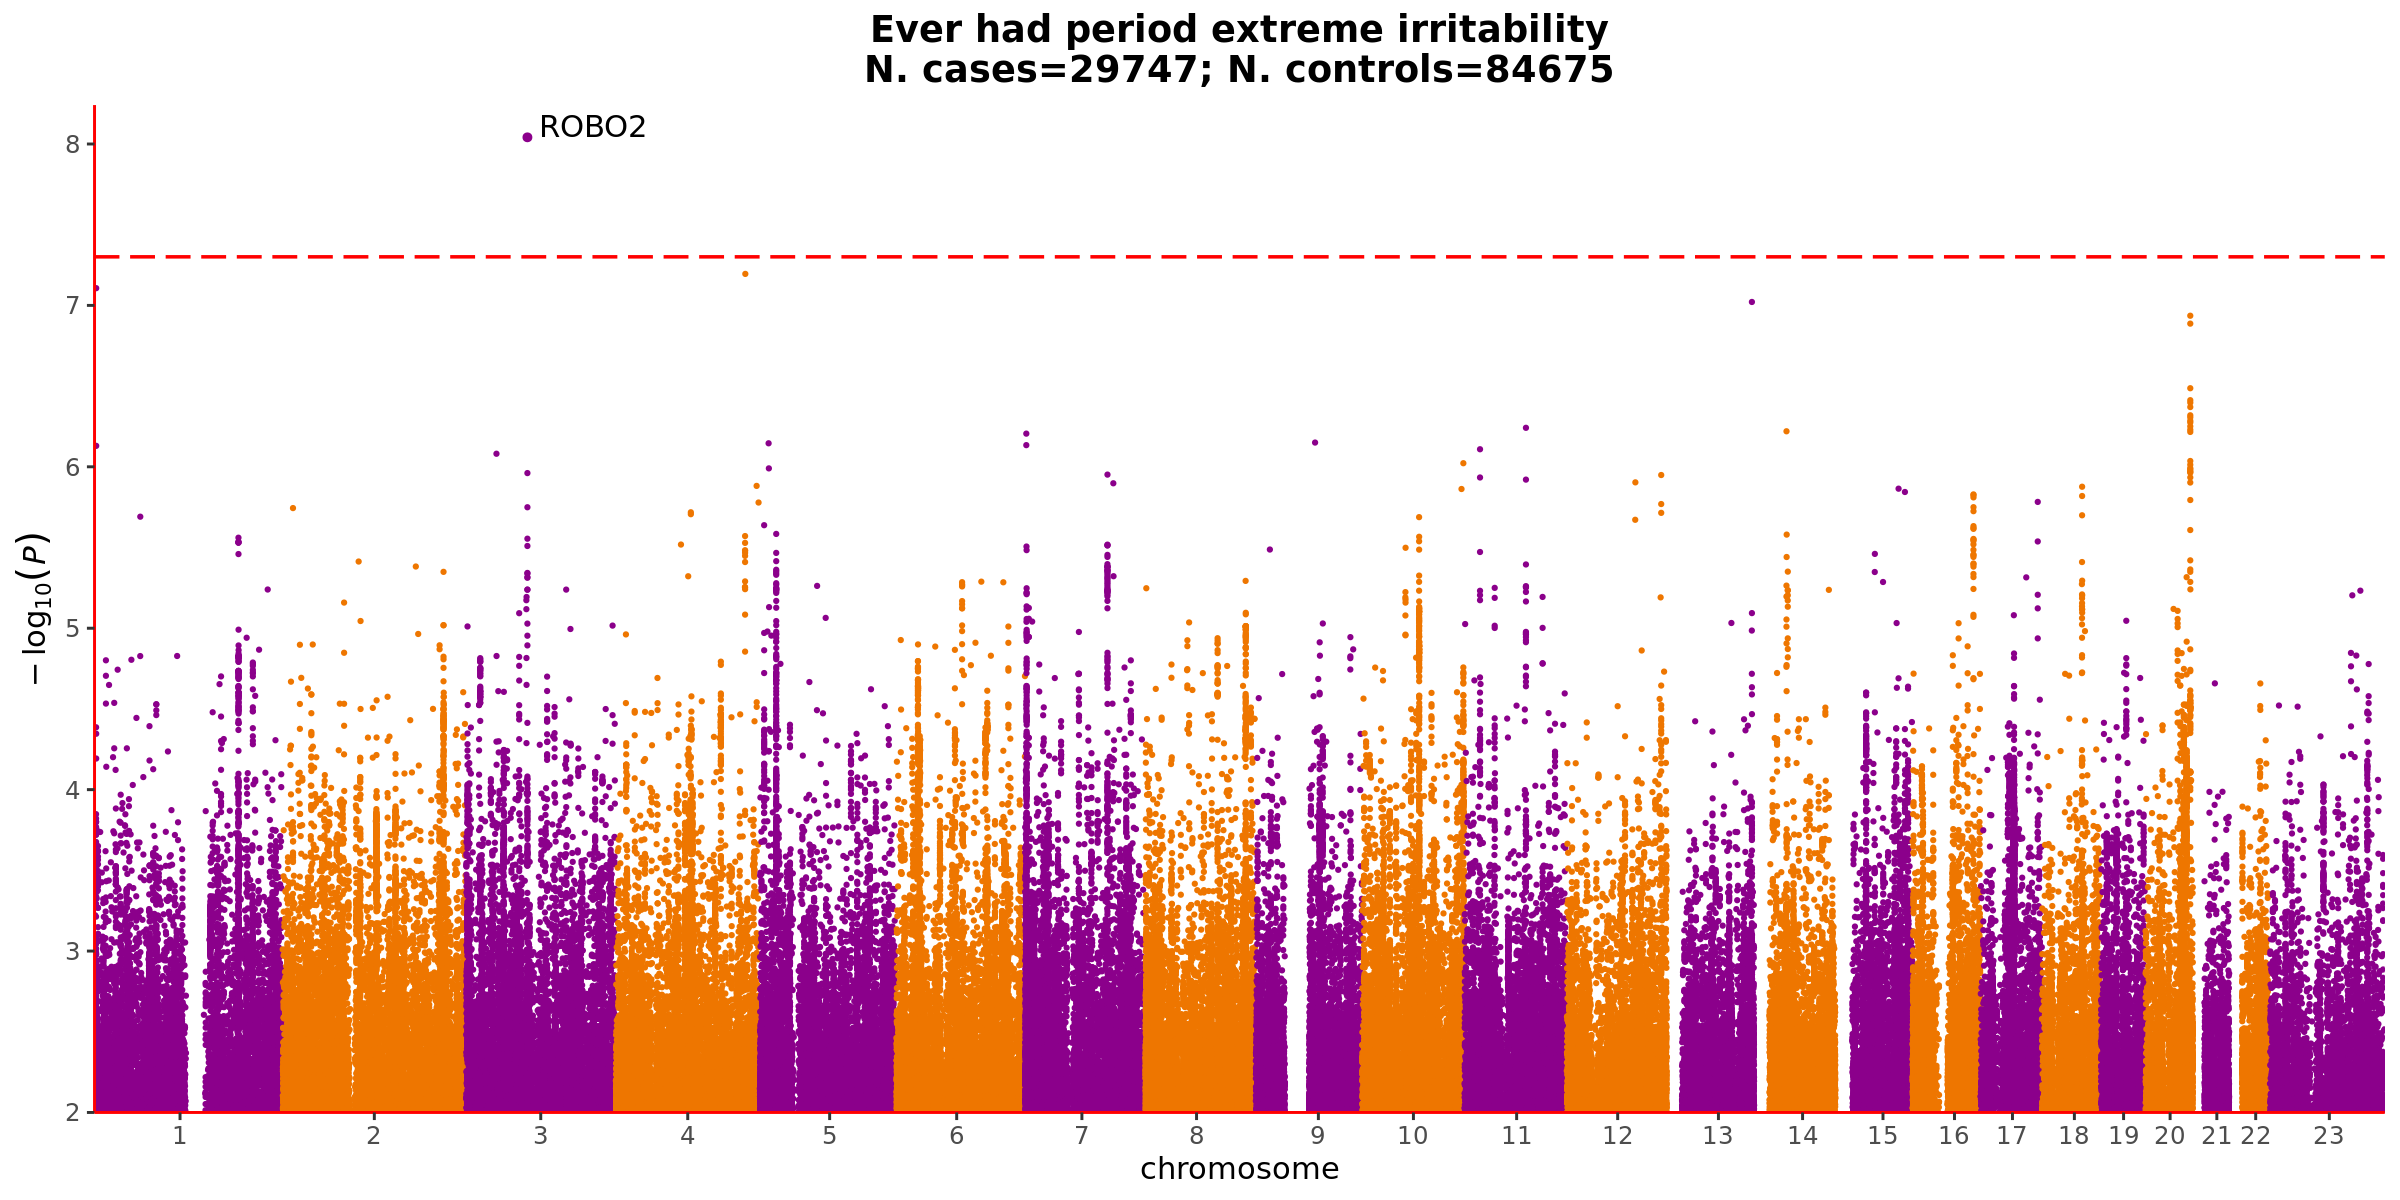 Ever had period extreme irritability
N. cases=29747; N. controls=84675
ROBO2
8
7
6
5
4
3
2
−log10(P)
1 2 3 4 5 6 7 8 9 10 11 12 13 14 15 16 17 18 19 20 21 22 23
chromosome